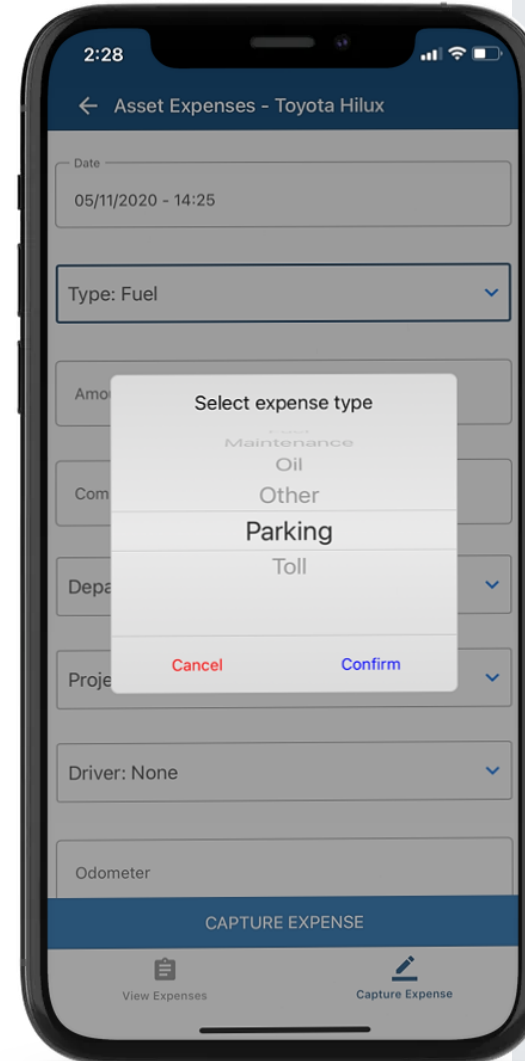 2:28
Asset Expenses - Toyota Hilux
Date
05/11/2020 - 14:25
Type: Fuel
Amo
Select expense type
Maintenance
Oil
Com
Other
Parking
Toll
Depa
Cancel
Confirm
Proje
Driver: None
Odometer
CAPTURE EXPENSE
View Expenses
Capture Expense